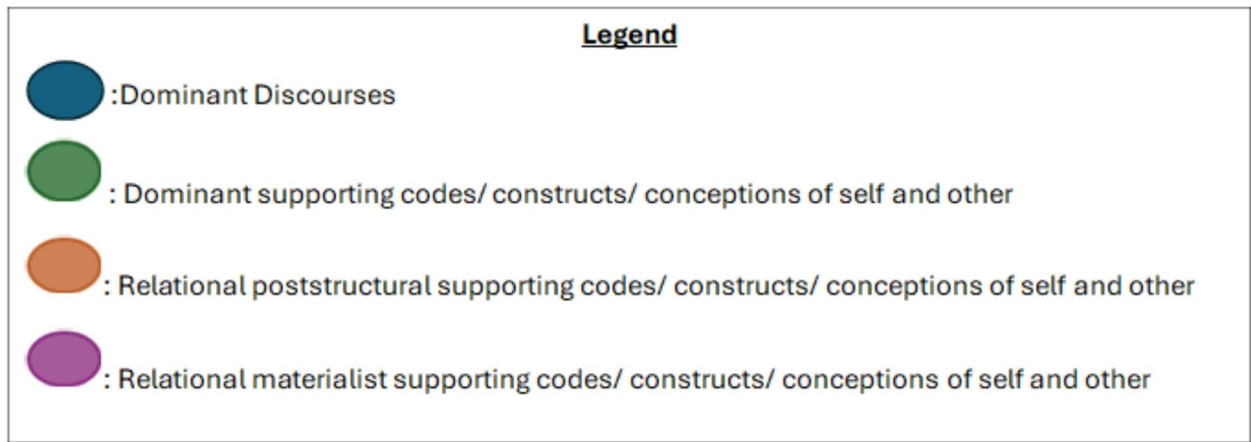 Legend
:Dominant Discourses
: Dominant supporting codes/ constructs/ conceptions of self and other
: Relational poststructural supporting codes/ constructs/ conceptions of self and other
: Relational materialist supporting codes/ constructs/ conceptions of self and other